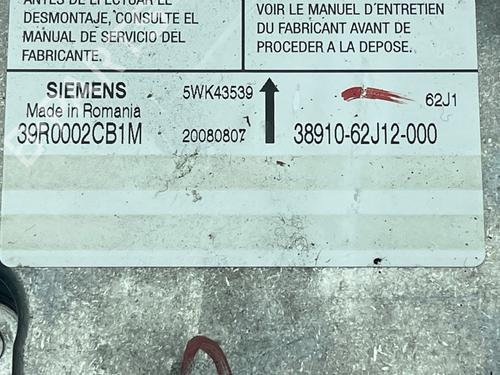 ANTES DE EFECTUAR EL
DESMONTAJE, CONSULTE EL
MANUAL DE SERVICIO DEL
FABRICANTE.
VOIR LE MANUEL D'ENTRETIEN
DU FABRICANT AVANT DE
PROCEDER A LA DEPOSE.
SIEMENS 5WK43539 62J1
Made in Romania
39R0002CB1M 20080807 38910-62J12-000